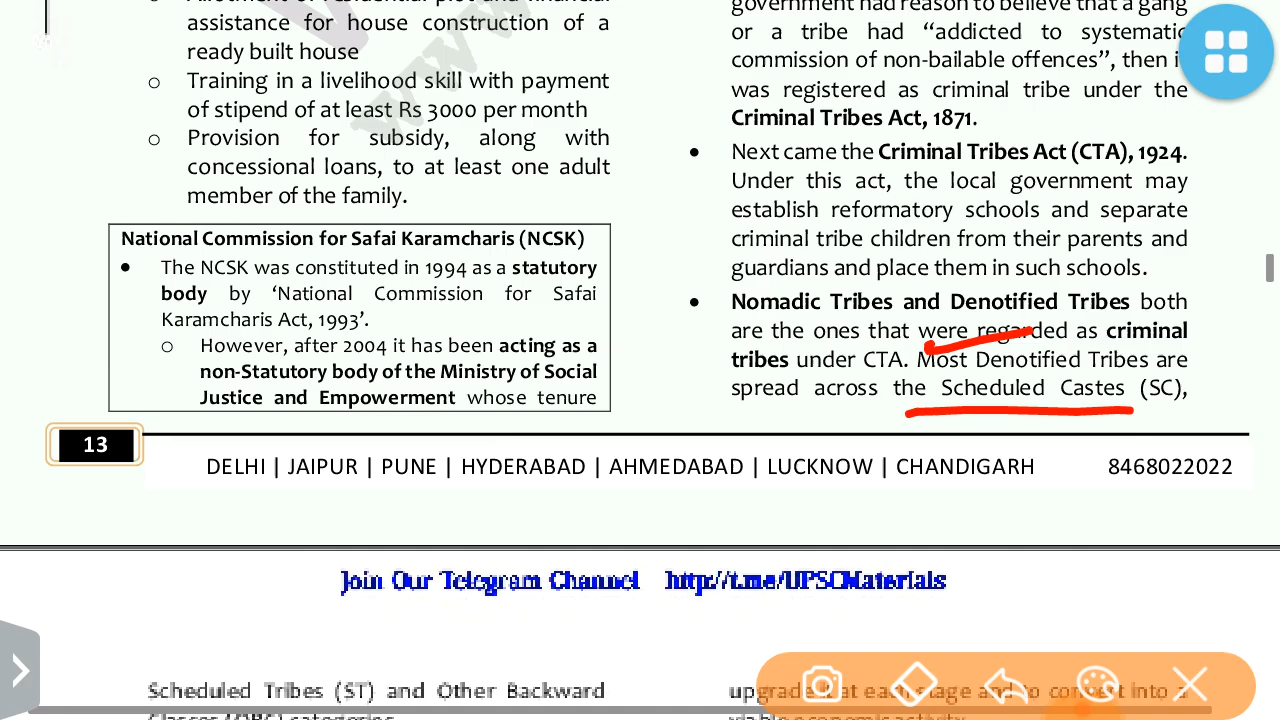 assistance for house construction of a
ready built house
o Training in a livelihood skill with payment
of stipend of at least Rs 3000 per month
o Provision for subsidy, along with
concessional loans, to at least one adult
member of the family.
National Commission for Safai Karamcharis (NCSK)
• The NCSK was constituted in 1994 as a statutory
body by ‘National Commission for Safai
Karamcharis Act, 1993’.
o However, after 2004 it has been acting as a
non-Statutory body of the Ministry of Social
Justice and Empowerment whose tenure
government had reason to believe that a gang
or a tribe had “addicted to systematic
commission of non-bailable offences”, then
was registered as criminal tribe under the
Criminal Tribes Act, 1871.
• Next came the Criminal Tribes Act (CTA), 1924.
Under this act, the local government may
establish reformatory schools and separate
criminal tribe children from their parents and
guardians and place them in such schools.
• Nomadic Tribes and Denotified Tribes both
are the ones that were regarded as criminal
tribes under CTA. Most Denotified Tribes are
spread across the Scheduled Castes (SC),
13
DELHI | JAIPUR | PUNE | HYDERABAD | AHMEDABAD | LUCKNOW | CHANDIGARH 8468022022
Join Our Telegram Channel http://t.me/UPSCMaterials
Scheduled Tribes (ST) and Other Backward
upgrade it at each stage and to convert into a